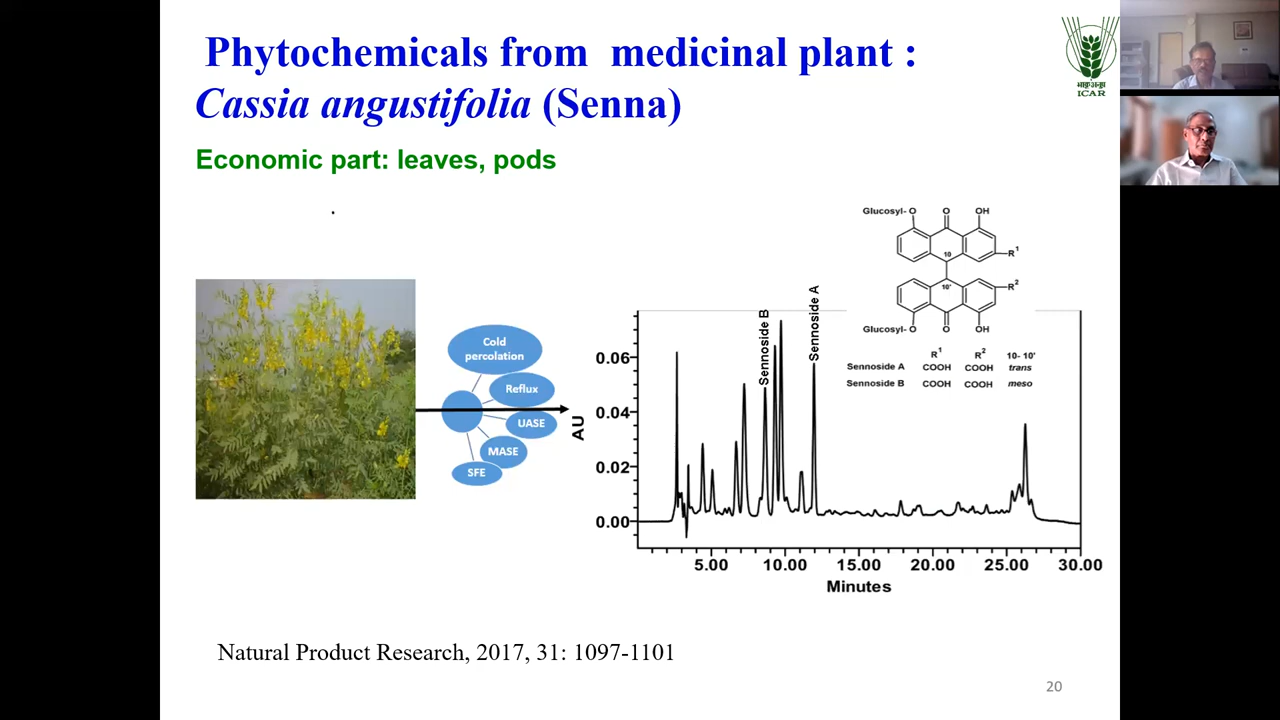 Phytochemicals from medicinal plant :
Cassia angustifolia (Senna)
Economic part: leaves, pods
ICAR
Cold
percolation
Reflux
UASE
MASE
SFE
Glucosyl- O O OH
R1
10
10'
R2
Glucosyl- O O OH
R1 R2 10- 10'
Sennoside A COOH COOH trans
Sennoside B COOH COOH meso
Sennoside B
Sennoside A
AU
0.06
0.04
0.02
0.00
5.00 10.00 15.00 20.00 25.00 30.00
Minutes
Natural Product Research, 2017, 31: 1097-1101
20